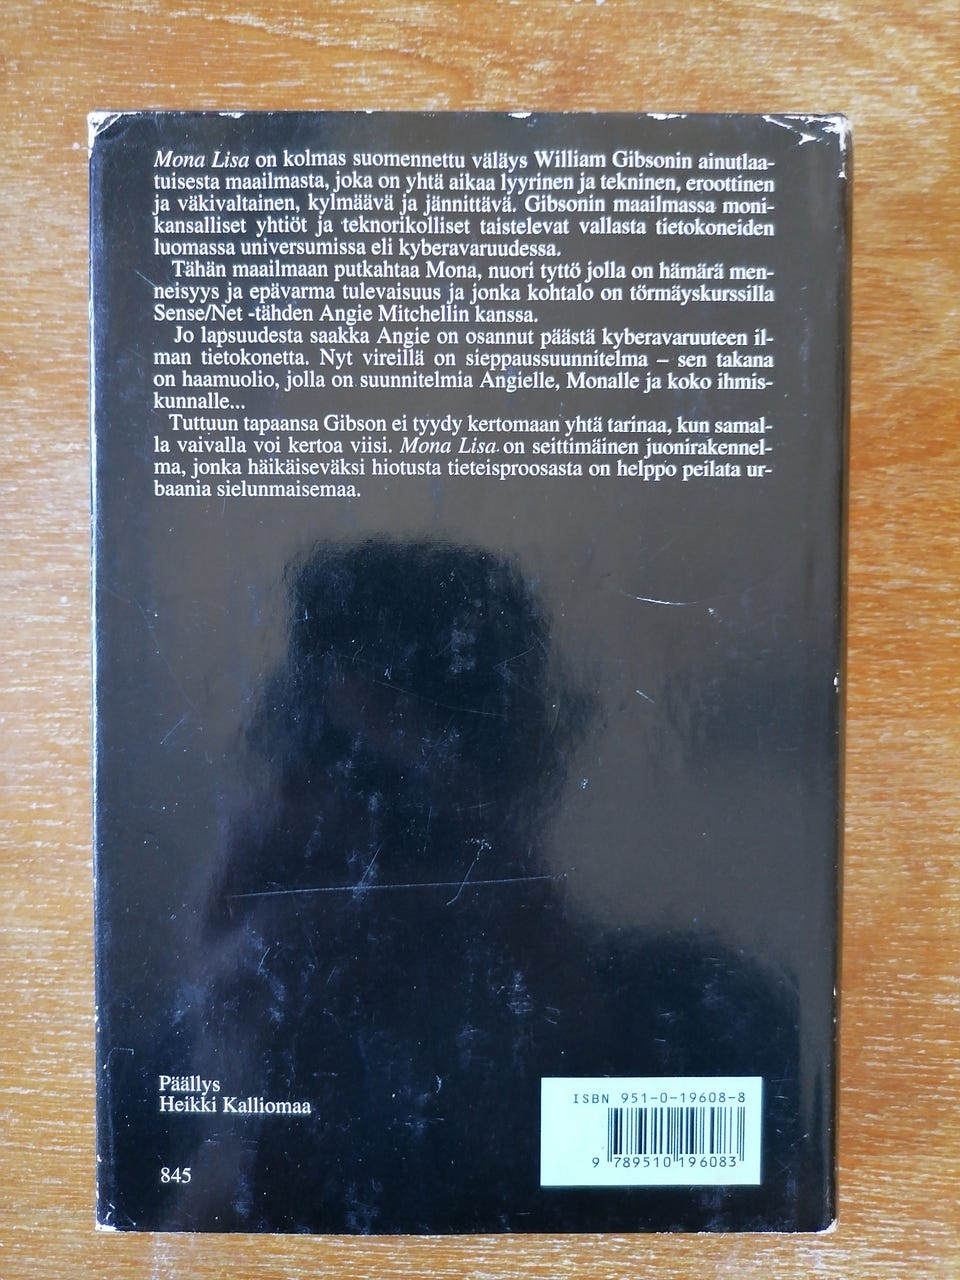 Mona Lisa on kolmas suomennettu väläys William Gibsonin ainutlaa-
tuisesta maailmasta, joka on yhtä aikaa lyyrinen ja tekninen, eroottinen
ja väkivaltainen, kylmäävä ja jännittävä. Gibsonin maailmassa moni-
kansalliset yhtiöt ja teknorikolliset taistelevat vallasta tietokoneiden
luomassa universumissa eli kyberavaruudessa.
Tähän maailmaan putkahtaa Mona, nuori tyttö jolla on hämärä men-
neisyys ja epävarma tulevaisuus ja jonka kohtalo on törmäyskurssilla
Sense/Net -tähden Angie Mitchellin kanssa.
Jo lapsuudesta saakka Angie on osannut päästä kyberavaruuteen il-
man tietokonetta. Nyt vireillä on sieppaussuunnitelma – sen takana
on haamuolio, jolla on suunnitelmia Angielle, Monalle ja koko ihmis-
kunnalle...
Tuttuun tapaansa Gibson ei tyydy kertomaan yhtä tarinaa, kun samal-
la vaivalla voi kertoa viisi. Mona Lisa on seittimäinen juonirakennel-
ma, jonka häikäiseväksi hiotusta tieteisproosasta on helppo peilata ur-
baania sielunmaisemaa.
Päällys
Heikki Kalliomaa
845
ISBN 951-0-19608-8
9 789510 196083